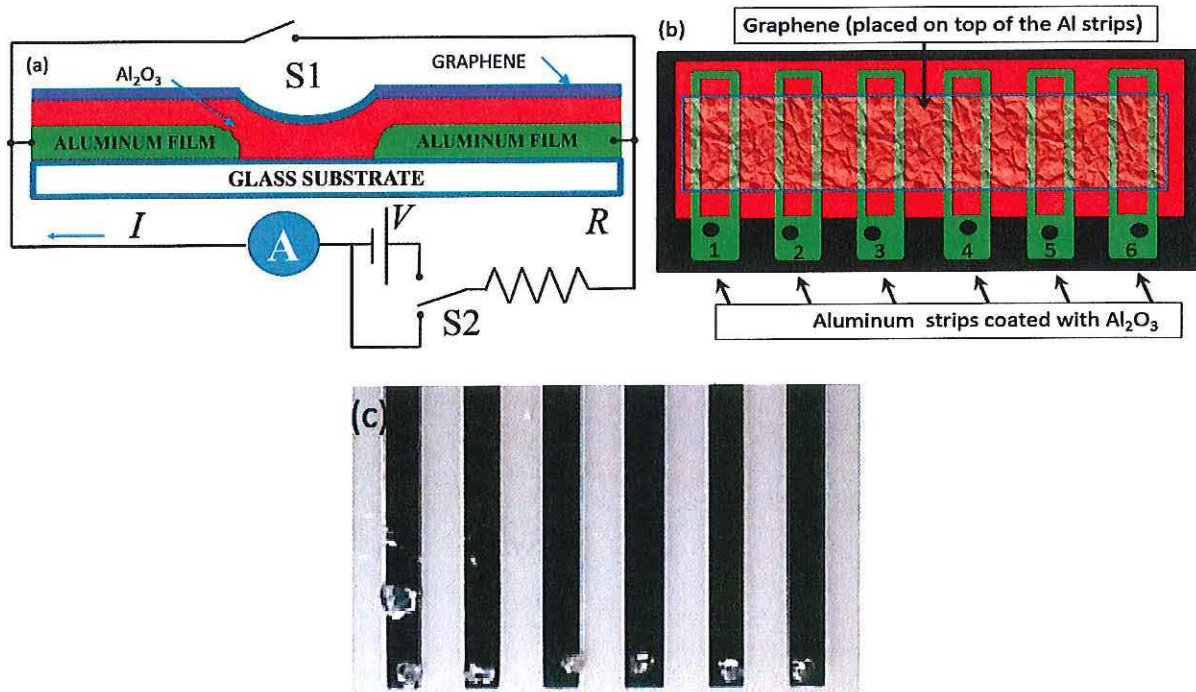 (a)
Al₂O₃
S1
GRAPHENE
ALUMINUM FILM
ALUMINUM FILM
GLASS SUBSTRATE
I
V
R
A
S2
(b)
Graphene (placed on top of the Al strips)
1 2 3 4 5 6
Aluminum strips coated with Al₂O₃
(c)